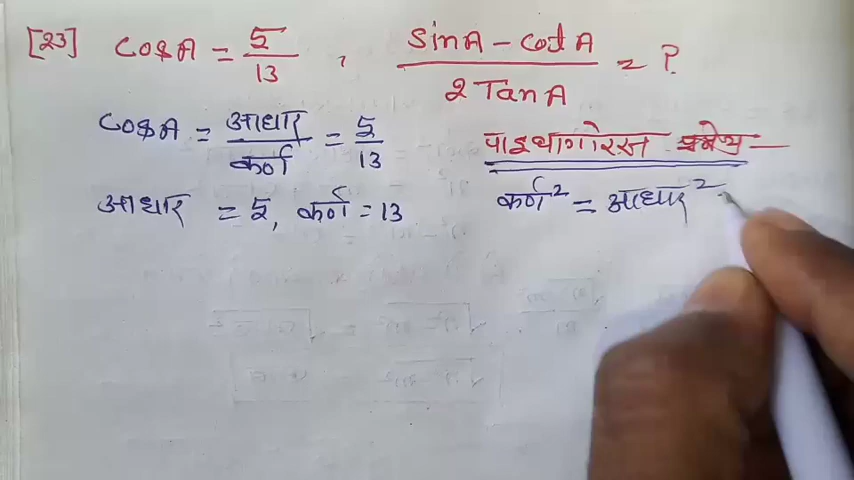 [23] CosA = 5/13 , (sinA - cotA)/(2 TanA) = ?
CosA = आधार/कर्ण = 5/13
पाइथागोरस प्रमेय —
आधार = 5, कर्ण = 13
कर्ण² = आधार²